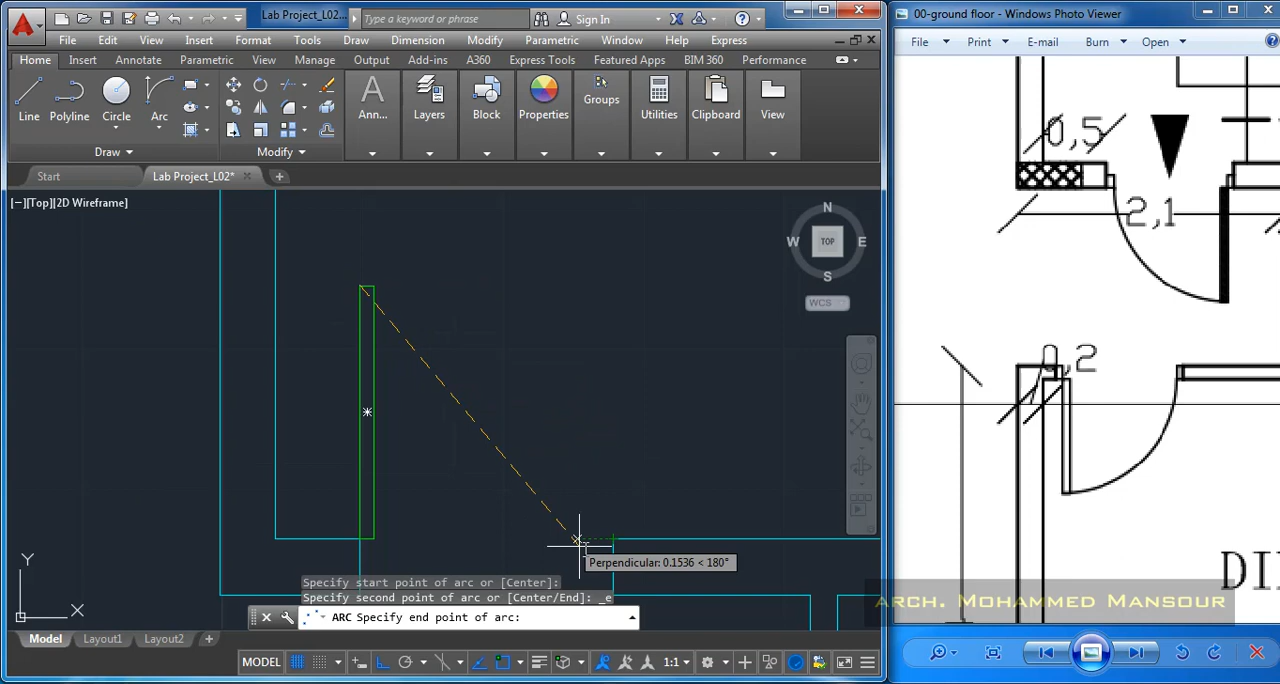 Lab Project_L02...
Type a keyword or phrase
Sign In
File Edit View Insert Format Tools Draw Dimension Modify Parametric Window Help Express
Home Insert Annotate Parametric View Manage Output Add-ins A360 Express Tools Featured Apps BIM 360 Performance
Line Polyline Circle Arc Ann... Layers Block Properties Groups Utilities Clipboard View
Draw Modify
Start Lab Project_L02*
[−][Top][2D Wireframe]
N
W TOP E
S
WCS
Perpendicular: 0.1536 < 180°
Y
X
Specify start point of arc or [Center]:
Specify second point of arc or [Center/End]: _e
ARC Specify end point of arc:
Model Layout1 Layout2
MODEL 1:1
00-ground floor - Windows Photo Viewer
File Print E-mail Burn Open
0,5
2,1
0,2
DI
ARCH. MOHAMMED MANSOUR